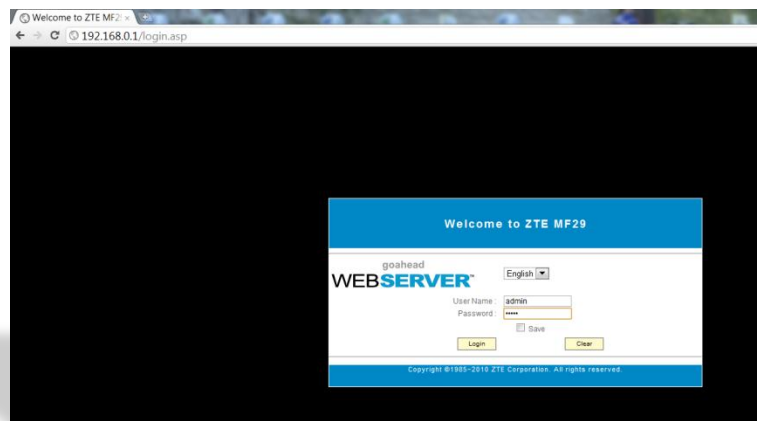 Welcome to ZTE MF2
192.168.0.1/login.asp
Welcome to ZTE MF29
goahead
WEBSERVER™
English
User Name : admin
Password : •••••
Save
Login Clear
Copyright ©1985-2010 ZTE Corporation. All rights reserved.